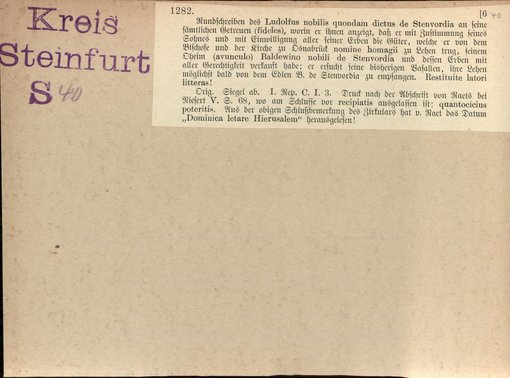 Kreis
Steinfurt
S 40
1282. [6 40
Rundschreiben des Ludolfus nobilis quondam dictus de Stenvordia an seine
sämtlichen Getreuen (fideles), worin er ihnen anzeigt, daß er mit Zustimmung seines
Sohnes und mit Einwilligung aller seiner Erben die Güter, welche er von dem
Bischofe und der Kirche zu Osnabrück nomine homagii zu Lehen trug, seinem
Oheim (avunculo) Baldewino nobili de Stenvordia und dessen Erben mit
aller Gerechtigkeit verkauft habe; er ersucht seine bisherigen Vasallen, ihre Lehen
möglichst bald von dem Edlen B. de Stenvordia zu empfangen. Restituite latori
litteras!
Orig. Siegel ab. I. Rep. C. I. 3. Druck nach der Abschrift von Raets bei
Niesert V. S. 68, wo am Schlusse vor recipiatis ausgelassen ist: quantocicius
poteritis. Aus der obigen Schlußbemerkung des Zirkulars hat v. Raet das Datum
„Dominica letare Hierusalem“ herausgelesen!